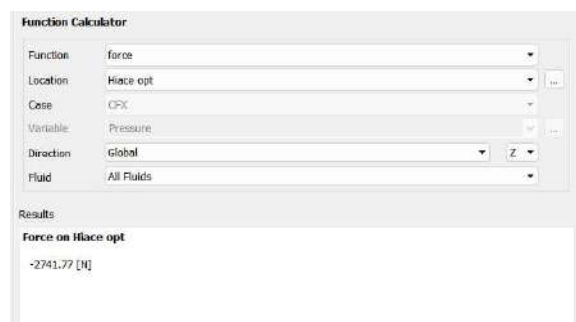 Function Calculator
Function force
Location Hiace opt ...
Case CFX
Variable Pressure ...
Direction Global Z
Fluid All Fluids
Results
Force on Hiace opt
-2741.77 [N]